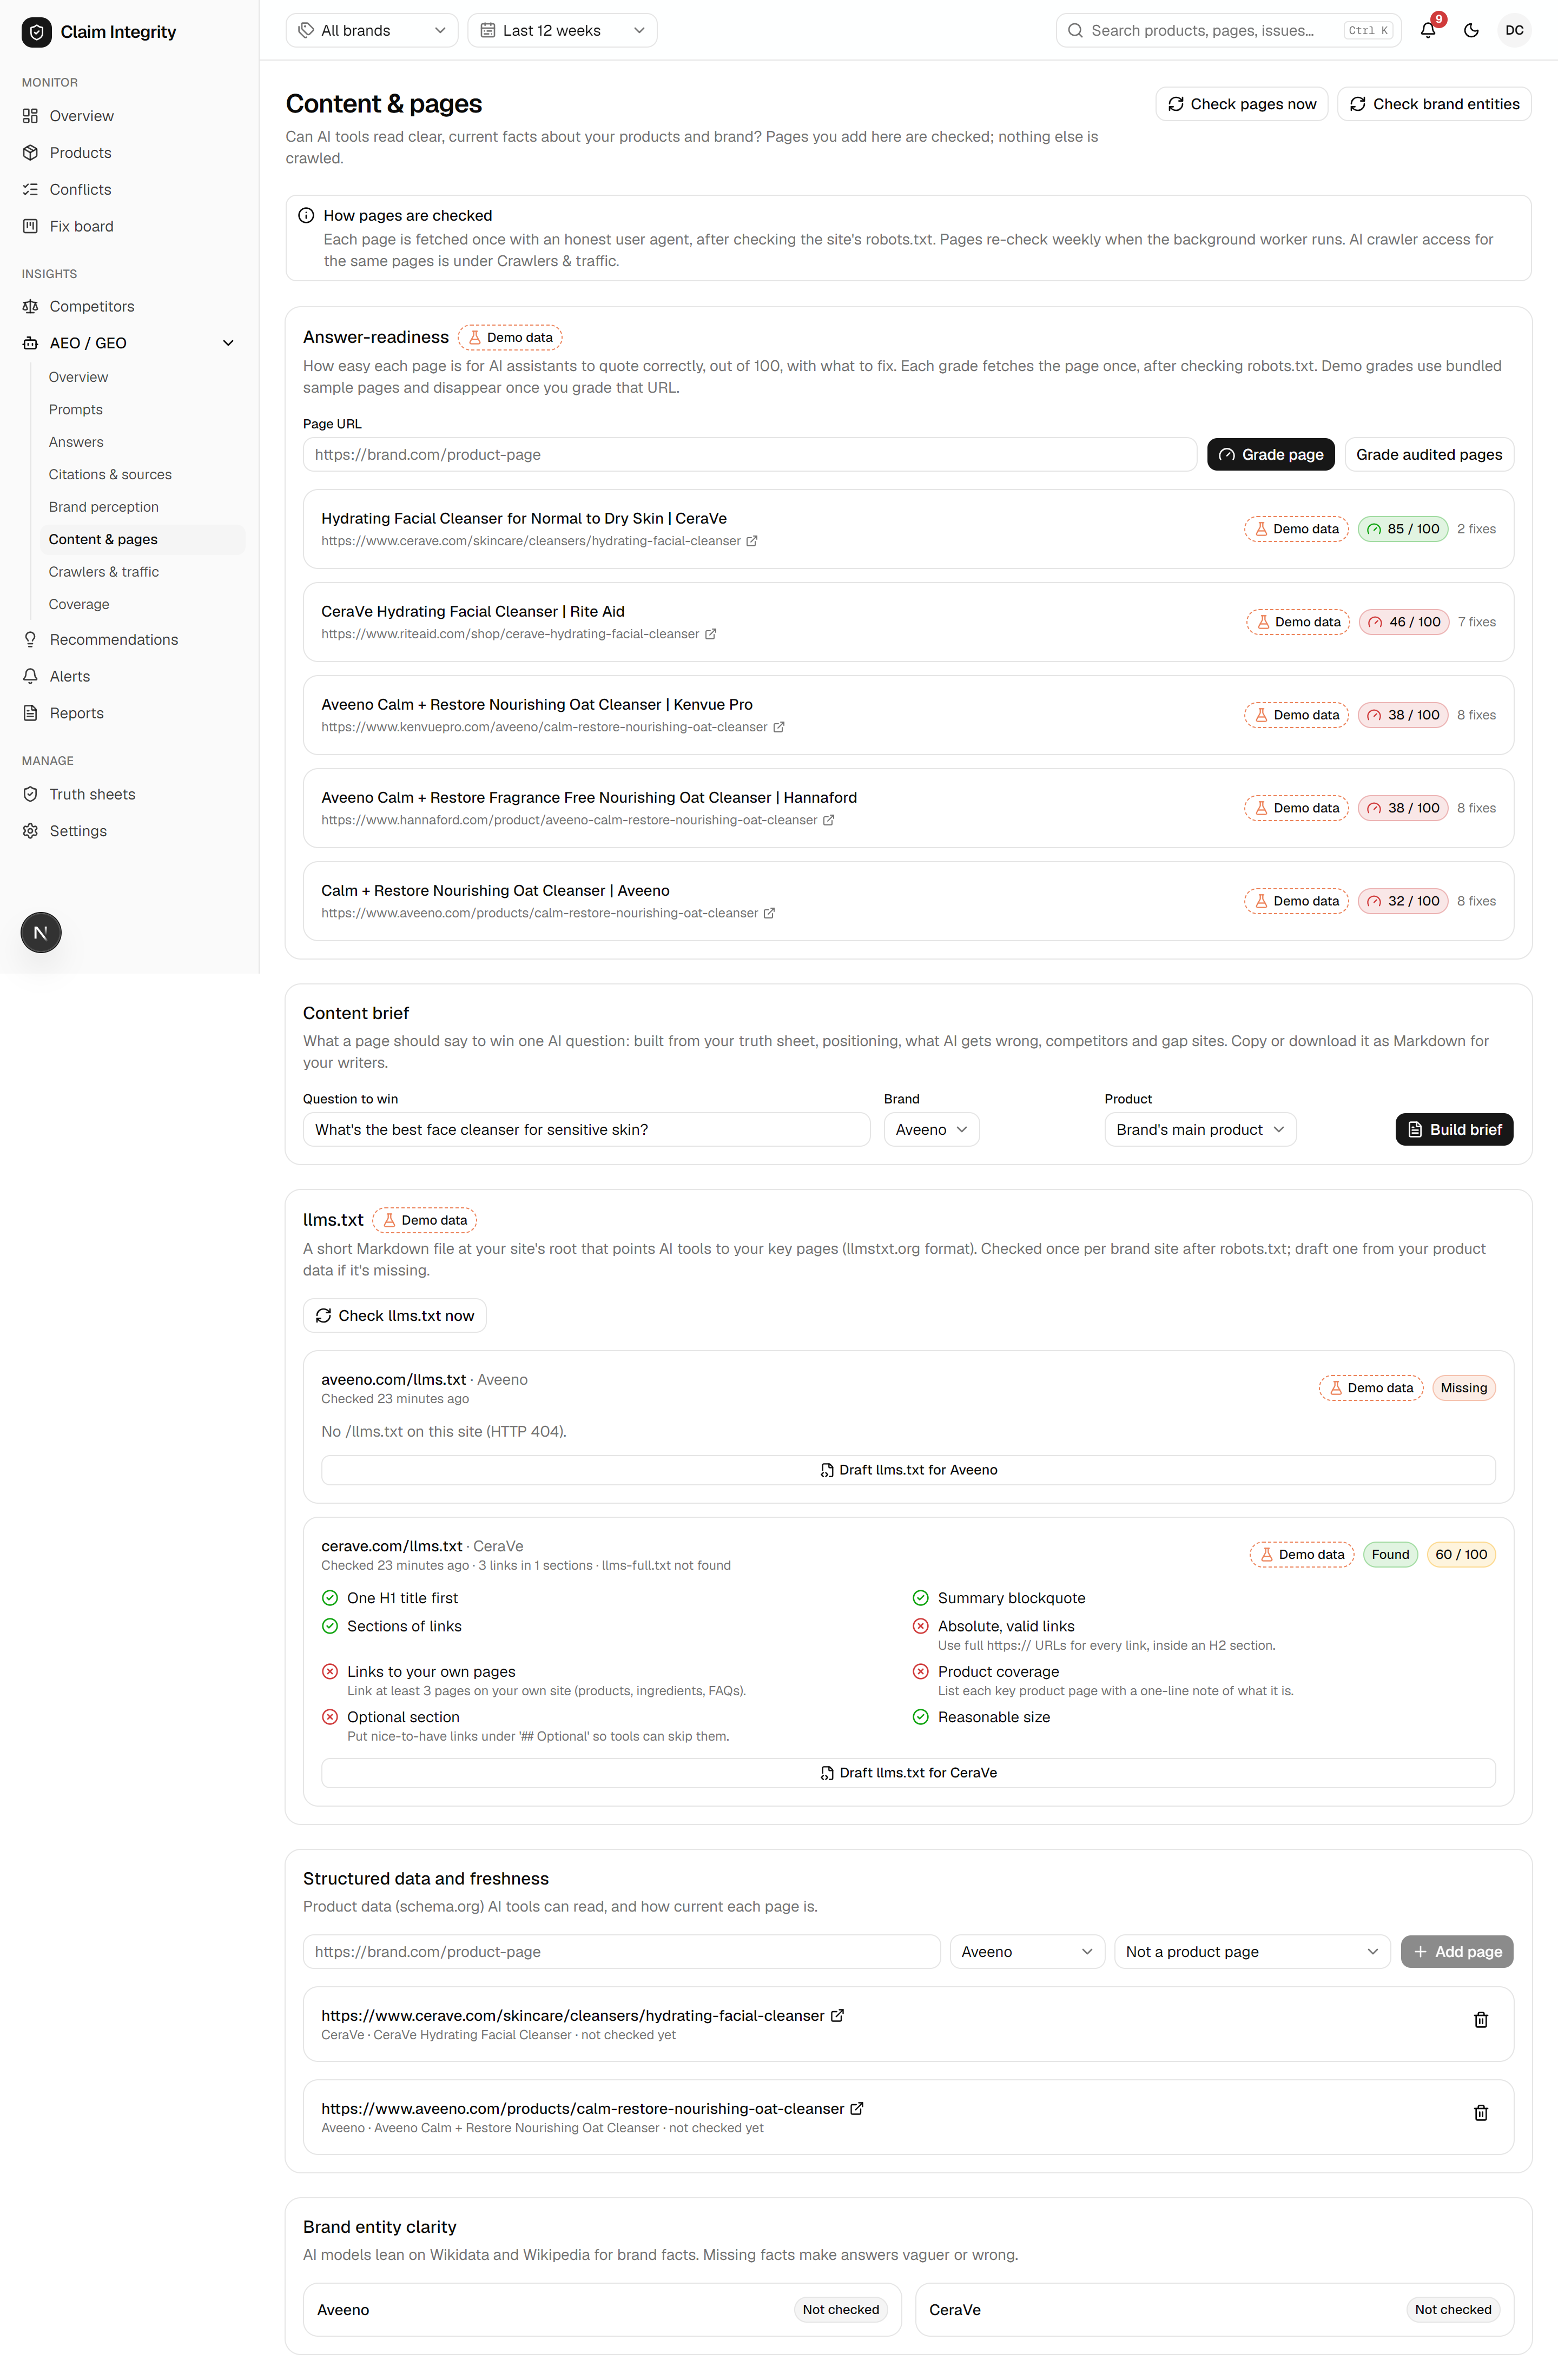 Claim Integrity
All brands
Last 12 weeks
Search products, pages, issues...
Ctrl K
9
DC
MONITOR
Overview
Products
Conflicts
Fix board
INSIGHTS
Competitors
AEO / GEO
Overview
Prompts
Answers
Citations & sources
Brand perception
Content & pages
Crawlers & traffic
Coverage
Recommendations
Alerts
Reports
MANAGE
Truth sheets
Settings
N
Content & pages
Check pages now
Check brand entities
Can AI tools read clear, current facts about your products and brand? Pages you add here are checked; nothing else is
crawled.
How pages are checked
Each page is fetched once with an honest user agent, after checking the site's robots.txt. Pages re-check weekly when the background worker runs. AI crawler access for
the same pages is under Crawlers & traffic.
Answer-readiness
Demo data
How easy each page is for AI assistants to quote correctly, out of 100, with what to fix. Each grade fetches the page once, after checking robots.txt. Demo grades use bundled
sample pages and disappear once you grade that URL.
Page URL
https://brand.com/product-page
Grade page
Grade audited pages
Hydrating Facial Cleanser for Normal to Dry Skin | CeraVe
https://www.cerave.com/skincare/cleansers/hydrating-facial-cleanser
Demo data
85 / 100
2 fixes
CeraVe Hydrating Facial Cleanser | Rite Aid
https://www.riteaid.com/shop/cerave-hydrating-facial-cleanser
Demo data
46 / 100
7 fixes
Aveeno Calm + Restore Nourishing Oat Cleanser | Kenvue Pro
https://www.kenvuepro.com/aveeno/calm-restore-nourishing-oat-cleanser
Demo data
38 / 100
8 fixes
Aveeno Calm + Restore Fragrance Free Nourishing Oat Cleanser | Hannaford
https://www.hannaford.com/product/aveeno-calm-restore-nourishing-oat-cleanser
Demo data
38 / 100
8 fixes
Calm + Restore Nourishing Oat Cleanser | Aveeno
https://www.aveeno.com/products/calm-restore-nourishing-oat-cleanser
Demo data
32 / 100
8 fixes
Content brief
What a page should say to win one AI question: built from your truth sheet, positioning, what AI gets wrong, competitors and gap sites. Copy or download it as Markdown for
your writers.
Question to win
Brand
Product
What's the best face cleanser for sensitive skin?
Aveeno
Brand's main product
Build brief
llms.txt
Demo data
A short Markdown file at your site's root that points AI tools to your key pages (llmstxt.org format). Checked once per brand site after robots.txt; draft one from your product
data if it's missing.
Check llms.txt now
aveeno.com/llms.txt · Aveeno
Checked 23 minutes ago
Demo data
Missing
No /llms.txt on this site (HTTP 404).
Draft llms.txt for Aveeno
cerave.com/llms.txt · CeraVe
Checked 23 minutes ago · 3 links in 1 sections · llms-full.txt not found
Demo data
Found
60 / 100
One H1 title first
Summary blockquote
Sections of links
Absolute, valid links
Use full https:// URLs for every link, inside an H2 section.
Links to your own pages
Link at least 3 pages on your own site (products, ingredients, FAQs).
Product coverage
List each key product page with a one-line note of what it is.
Optional section
Put nice-to-have links under '## Optional' so tools can skip them.
Reasonable size
Draft llms.txt for CeraVe
Structured data and freshness
Product data (schema.org) AI tools can read, and how current each page is.
https://brand.com/product-page
Aveeno
Not a product page
Add page
https://www.cerave.com/skincare/cleansers/hydrating-facial-cleanser
CeraVe · CeraVe Hydrating Facial Cleanser · not checked yet
https://www.aveeno.com/products/calm-restore-nourishing-oat-cleanser
Aveeno · Aveeno Calm + Restore Nourishing Oat Cleanser · not checked yet
Brand entity clarity
AI models lean on Wikidata and Wikipedia for brand facts. Missing facts make answers vaguer or wrong.
Aveeno
Not checked
CeraVe
Not checked